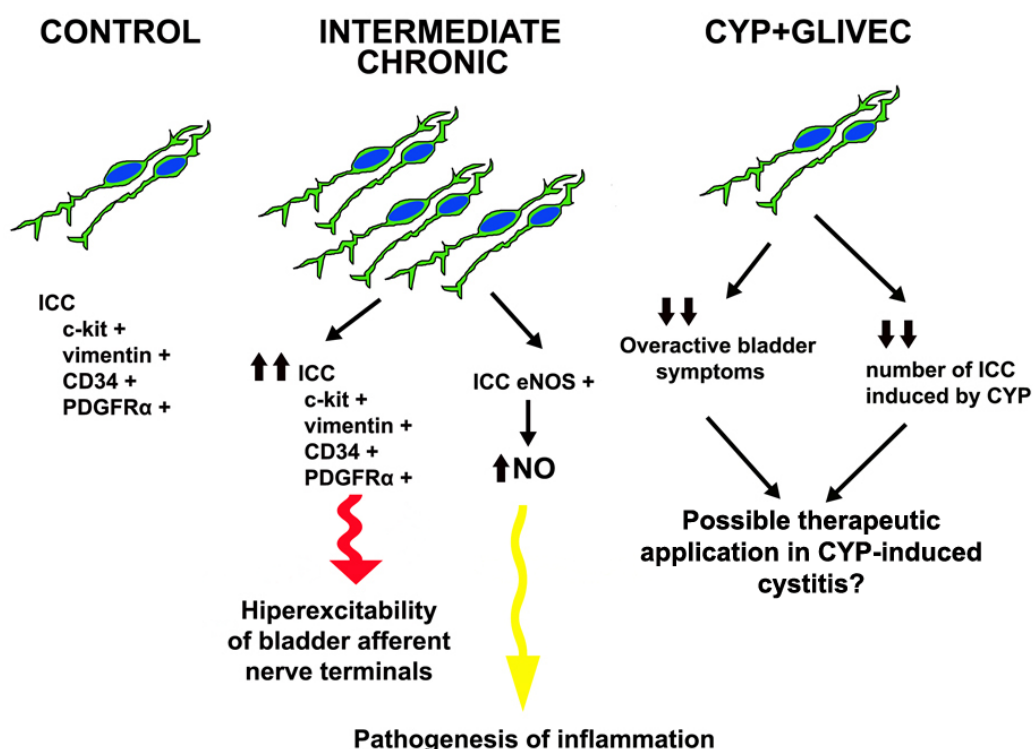 CONTROL
ICC
c-kit +
vimentin +
CD34 +
PDGFRα +
INTERMEDIATE
CHRONIC
ICC
c-kit +
vimentin +
CD34 +
PDGFRα +
Hiperexcitability
of bladder afferent
nerve terminals
ICC eNOS +
NO
Pathogenesis of inflammation
CYP+GLIVEC
Overactive bladder
symptoms
number of ICC
induced by CYP
Possible therapeutic
application in CYP-induced
cystitis?